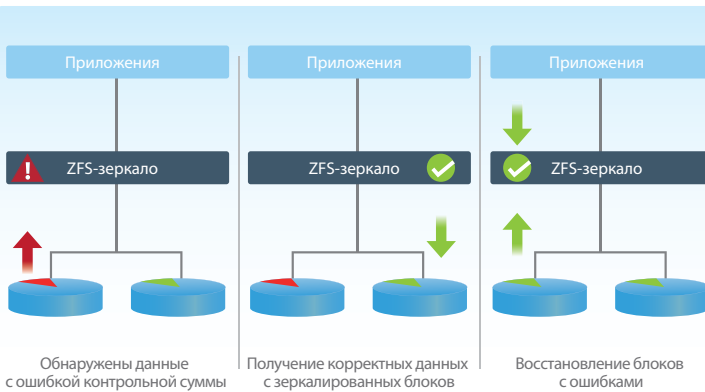 Приложения
Приложения
Приложения
ZFS-зеркало
ZFS-зеркало
ZFS-зеркало
Обнаружены данные
с ошибкой контрольной суммы
Получение корректных данных
с зеркалированных блоков
Восстановление блоков
с ошибками